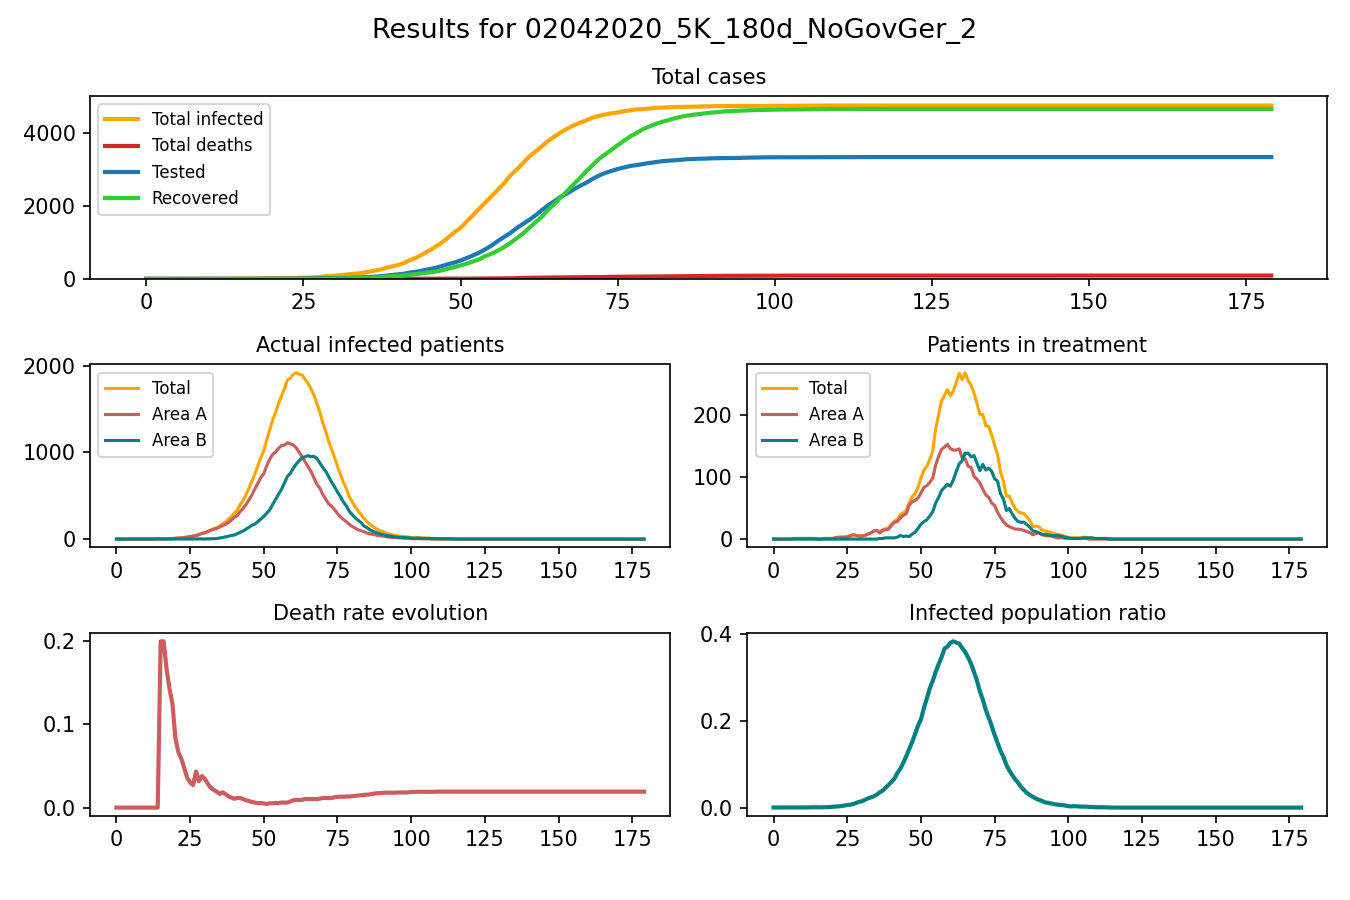 Results for 02042020_5K_180d_NoGovGer_2
Total cases
Total infected
Total deaths
Tested
Recovered
4000
2000
0
0 25 50 75 100 125 150 175
Actual infected patients
Total
Area A
Area B
2000
1000
0
0 25 50 75 100 125 150 175
Patients in treatment
Total
Area A
Area B
200
100
0
0 25 50 75 100 125 150 175
Death rate evolution
0.2
0.1
0.0
0 25 50 75 100 125 150 175
Infected population ratio
0.4
0.2
0.0
0 25 50 75 100 125 150 175